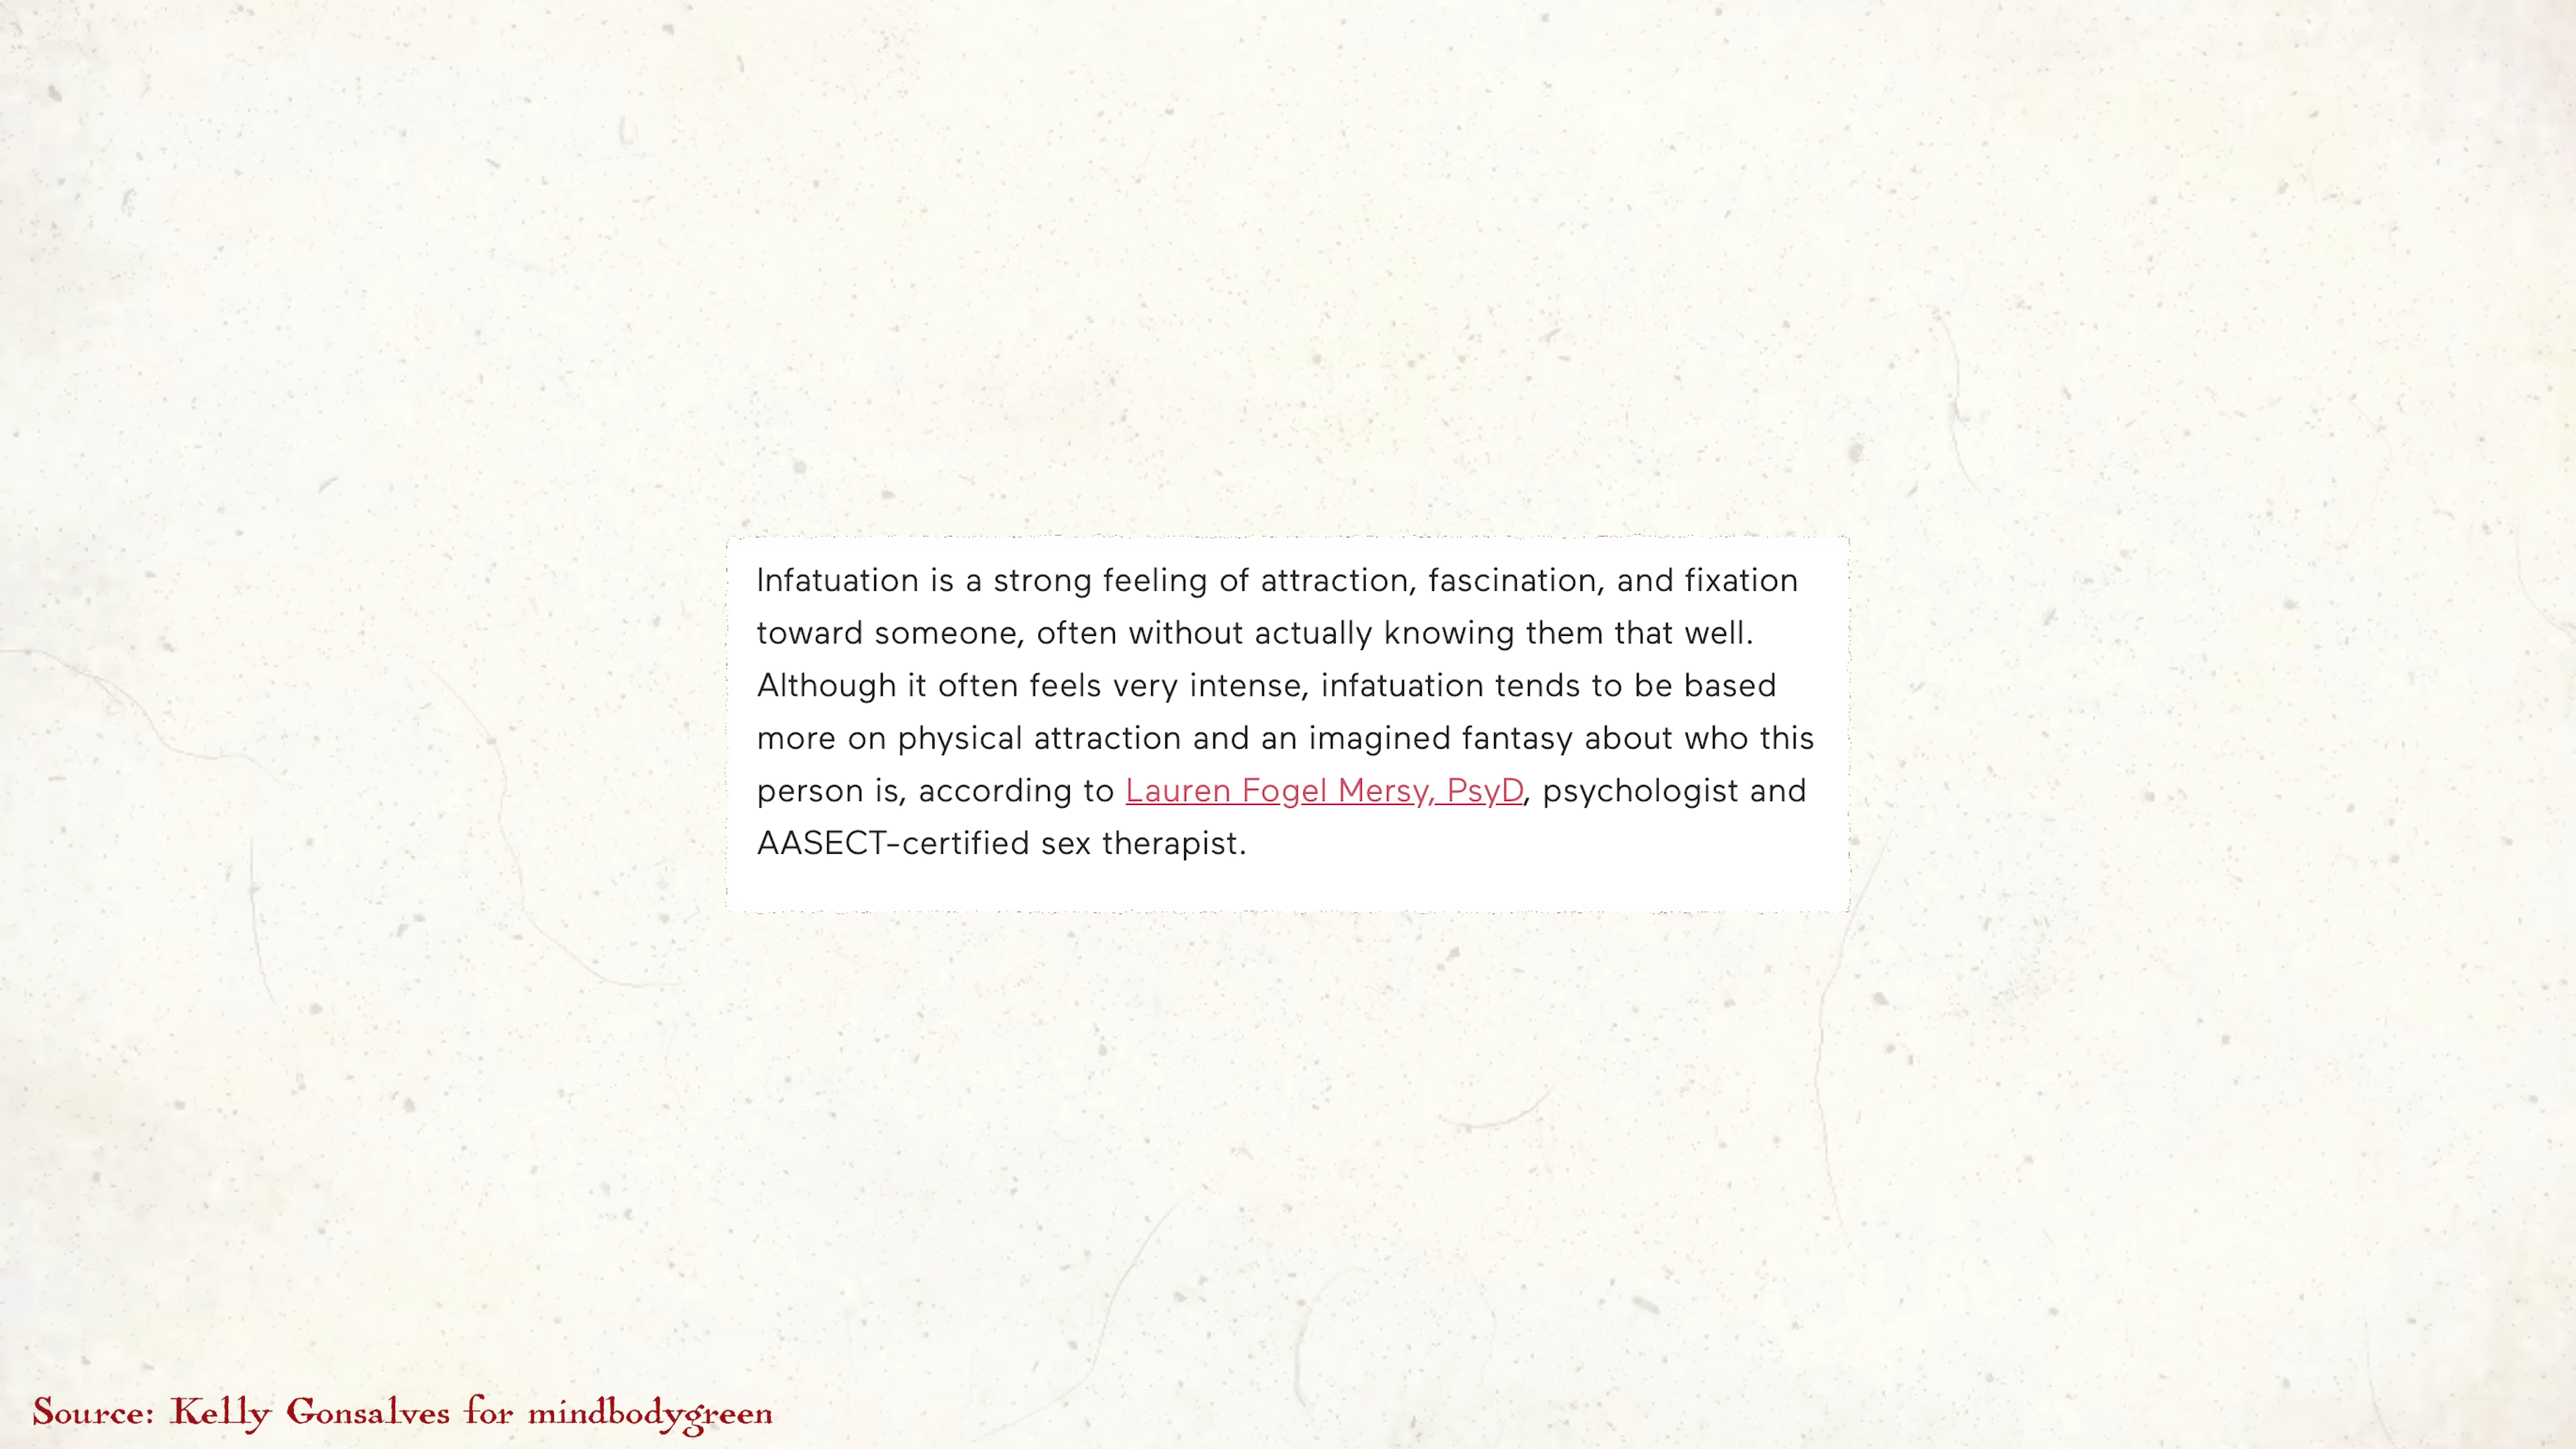 Infatuation is a strong feeling of attraction, fascination, and fixation
toward someone, often without actually knowing them that well.
Although it often feels very intense, infatuation tends to be based
more on physical attraction and an imagined fantasy about who this
person is, according to Lauren Fogel Mersy, PsyD, psychologist and
AASECT-certified sex therapist.
Source: Kelly Gonsalves for mindbodygreen